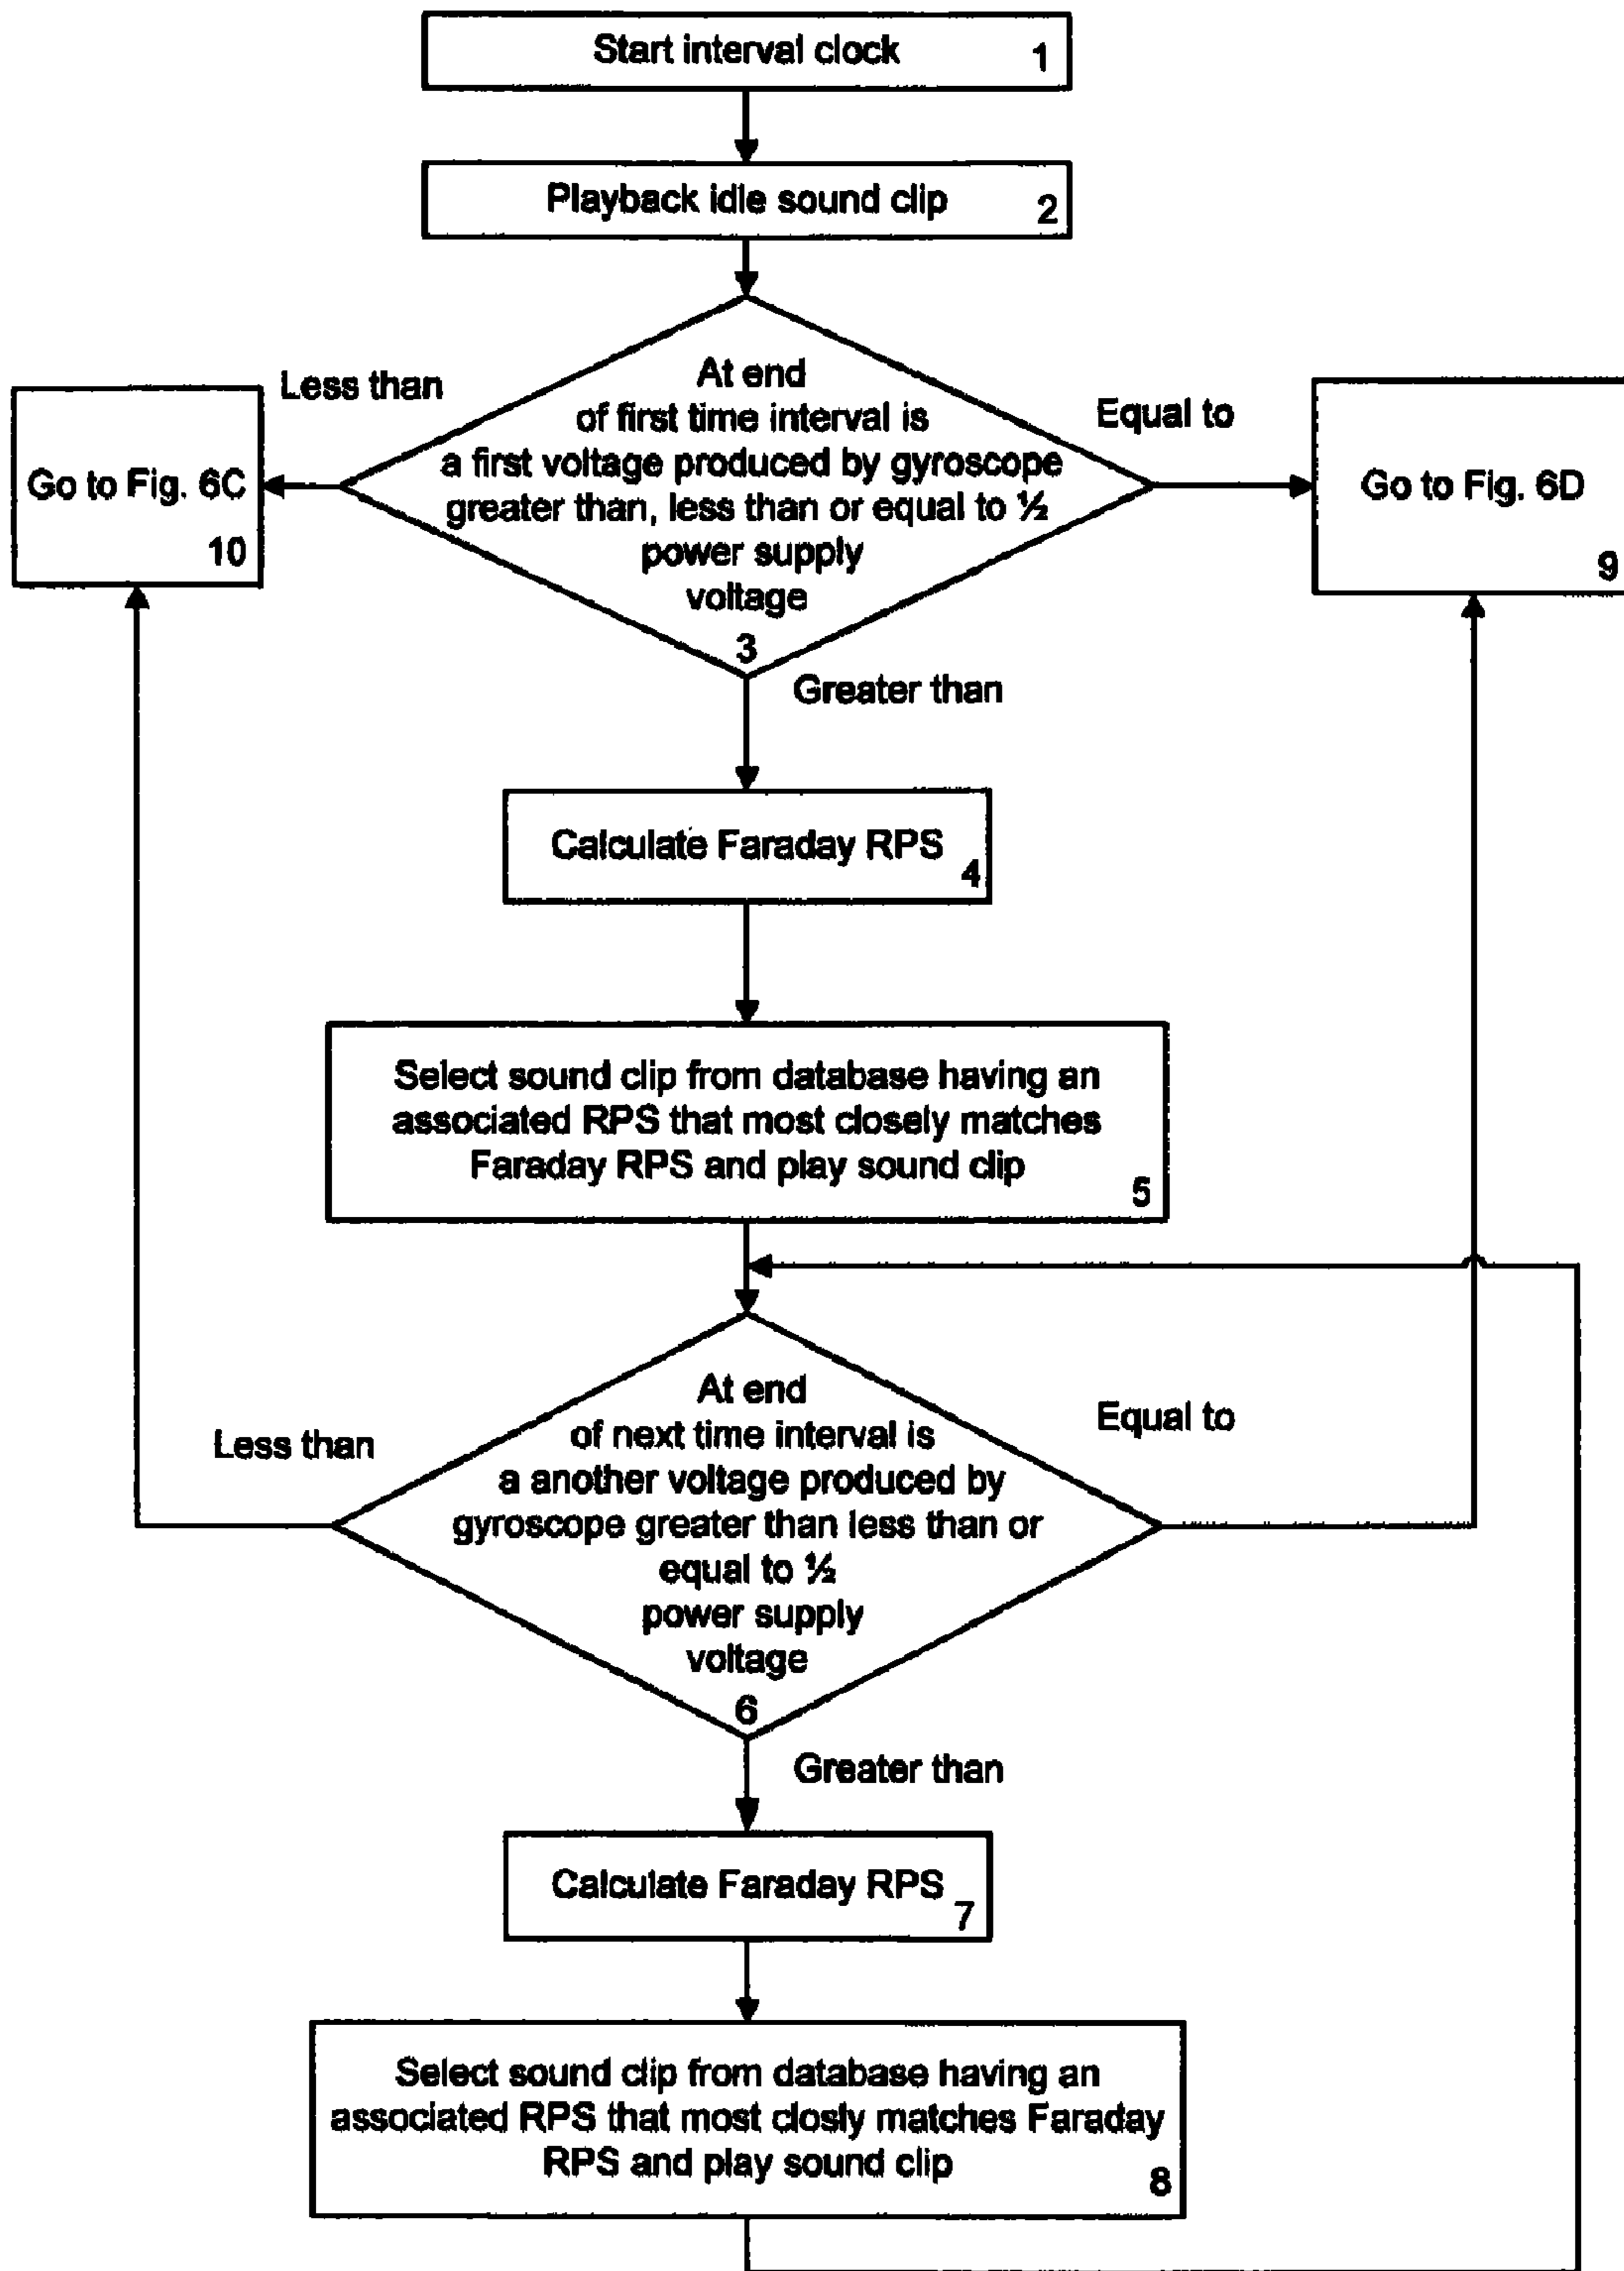 Start interval clock
1
Playback idle sound clip
2
Less than
At end
of first time interval is
a first voltage produced by gyroscope
greater than, less than or equal to ½
power supply
voltage
3
Equal to
Go to Fig. 6C
10
Go to Fig. 6D
9
Greater than
Calculate Faraday RPS
4
Select sound clip from database having an
associated RPS that most closely matches
Faraday RPS and play sound clip
5
Less than
At end
of next time interval is
a another voltage produced by
gyroscope greater than less than or
equal to ½
power supply
voltage
6
Equal to
Greater than
Calculate Faraday RPS
7
Select sound clip from database having an
associated RPS that most closly matches Faraday
RPS and play sound clip
8